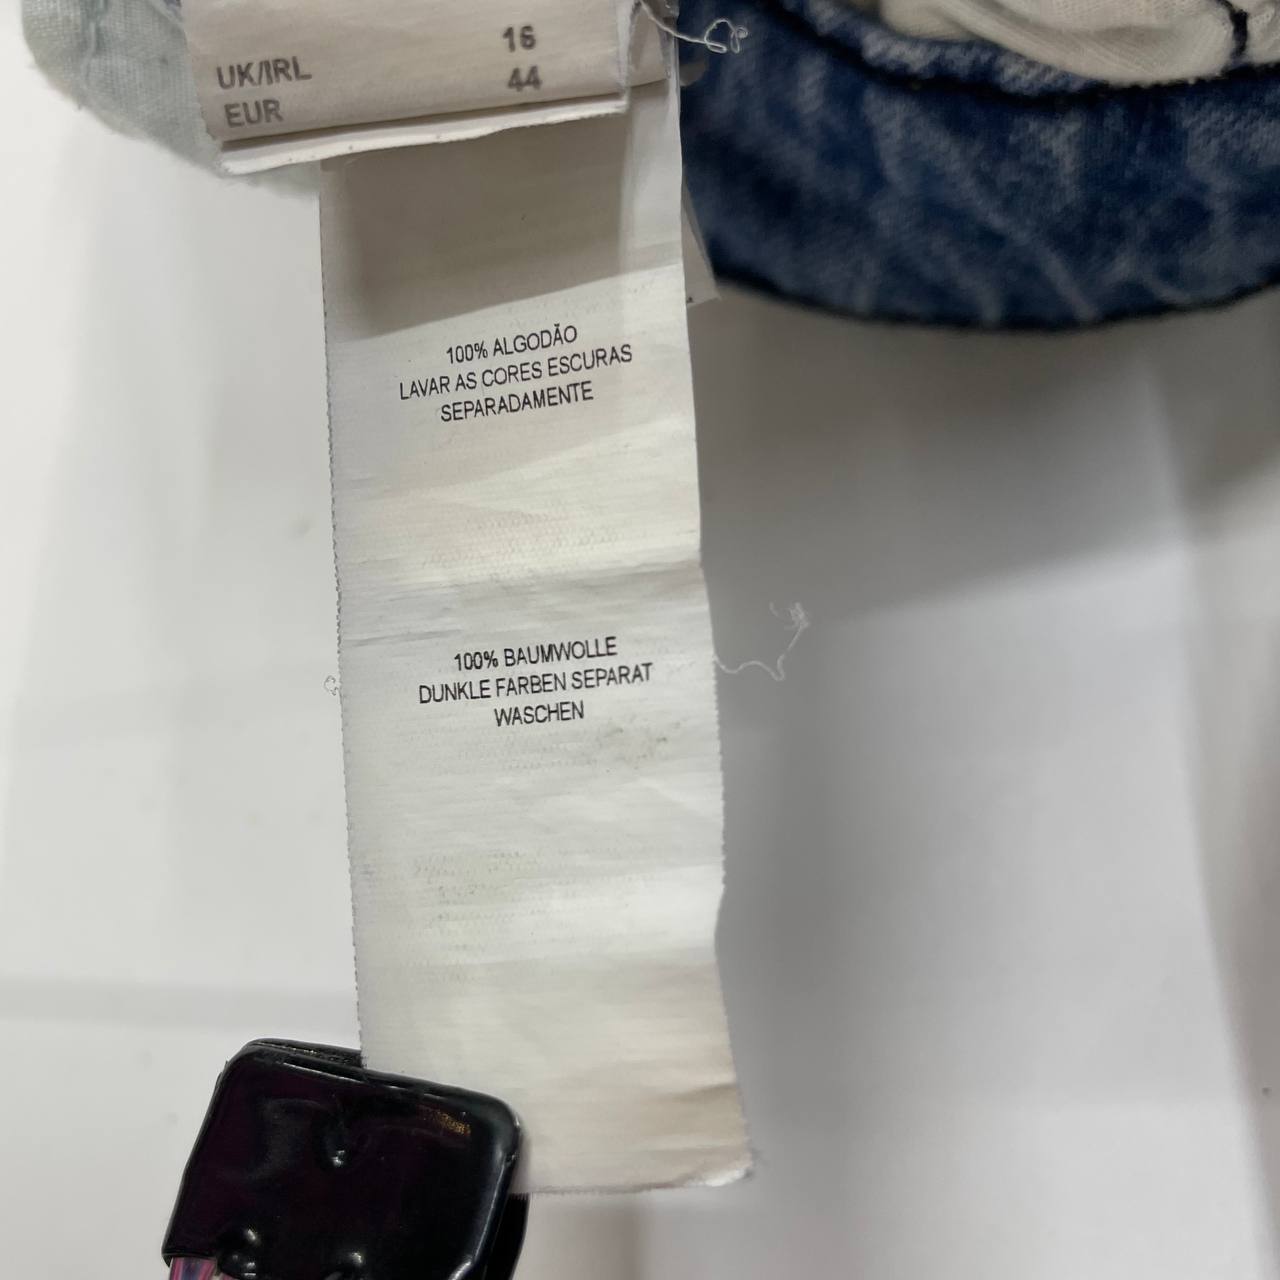 UK/IRL 16
EUR 44
100% ALGODÃO
LAVAR AS CORES ESCURAS
SEPARADAMENTE
100% BAUMWOLLE
DUNKLE FARBEN SEPARAT
WASCHEN